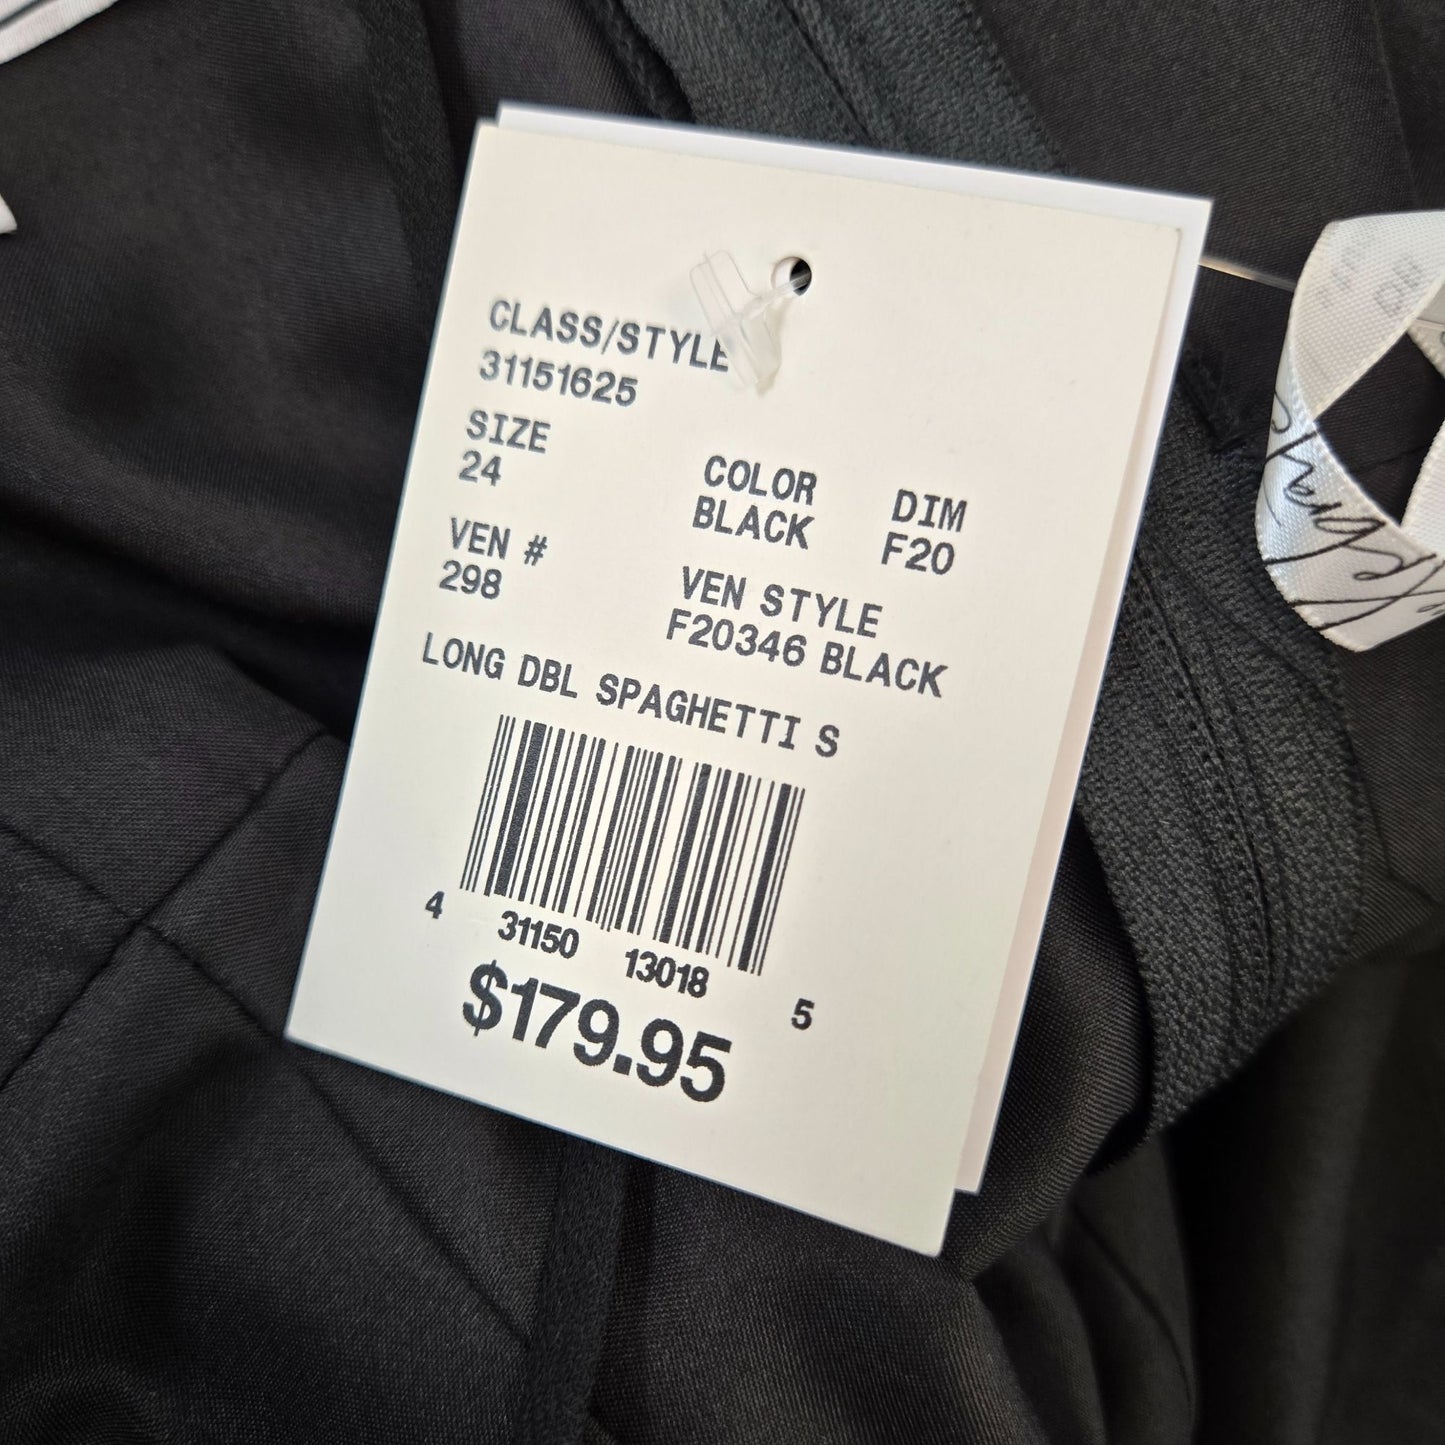 CLASS/STYLE
31151625
SIZE
24
COLOR
BLACK
DIM
F20
VEN #
298
VEN STYLE
F20346 BLACK
LONG DBL SPAGHETTI S
4 31150 13018 5
$179.95